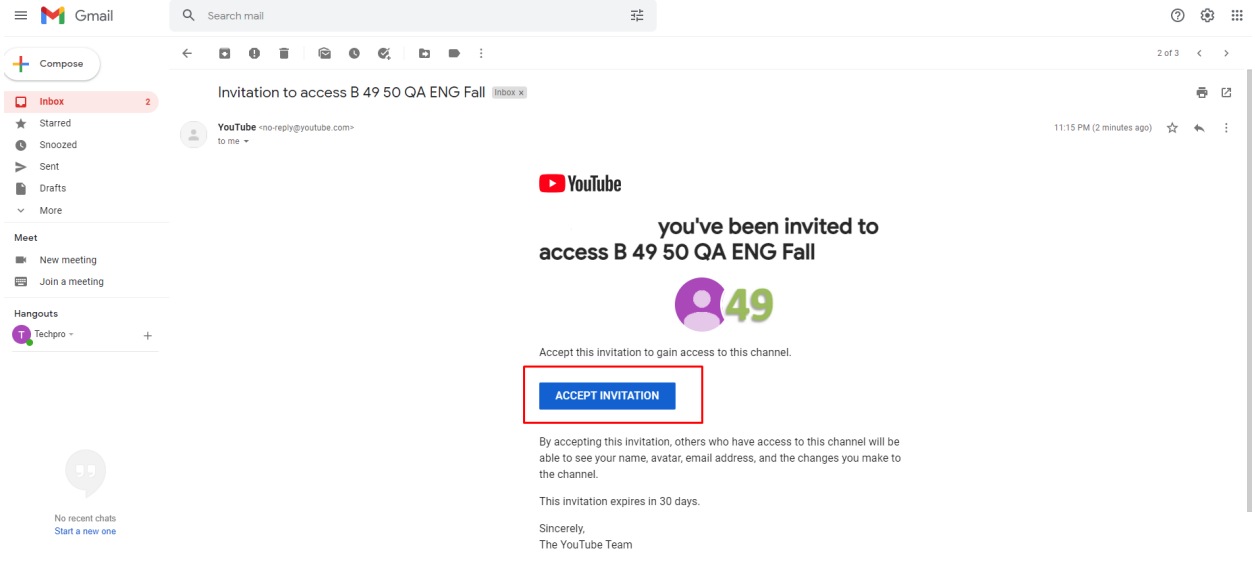 Gmail
Search mail
Compose
2 of 3
Invitation to access B 49 50 QA ENG Fall Inbox x
Inbox 2
Starred
Snoozed
Sent
Drafts
More
YouTube <no-reply@youtube.com>
to me
11:15 PM (2 minutes ago)
Meet
New meeting
Join a meeting
Hangouts
T Techpro
No recent chats
Start a new one
YouTube
you've been invited to
access B 49 50 QA ENG Fall
49
Accept this invitation to gain access to this channel.
ACCEPT INVITATION
By accepting this invitation, others who have access to this channel will be
able to see your name, avatar, email address, and the changes you make to
the channel.
This invitation expires in 30 days.
Sincerely,
The YouTube Team